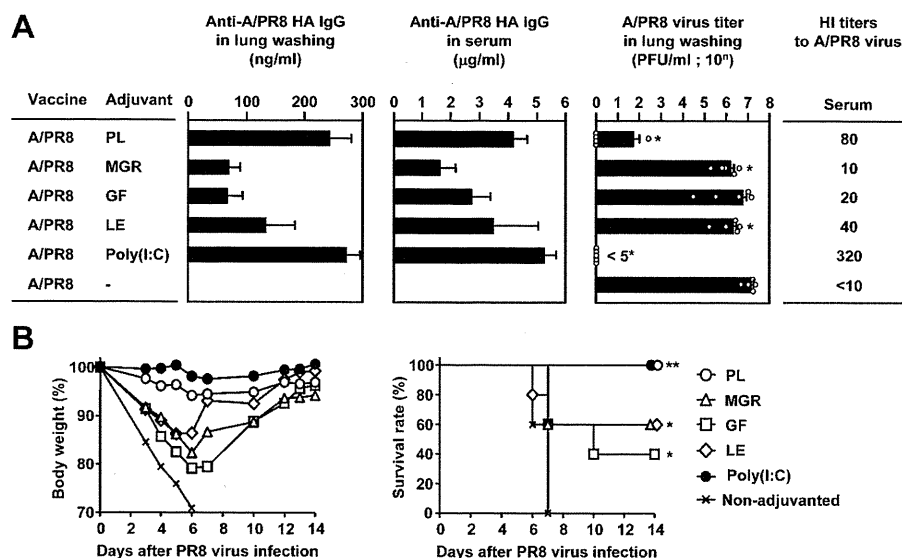 A
Anti-A/PR8 HA IgG in lung washing (ng/ml)
Anti-A/PR8 HA IgG in serum (μg/ml)
A/PR8 virus titer in lung washing (PFU/ml ; 10ⁿ)
HI titers to A/PR8 virus
Vaccine Adjuvant 0 100 200 300 0 1 2 3 4 5 6 0 1 2 3 4 5 6 7 8 Serum
A/PR8 PL * 80
A/PR8 MGR * 10
A/PR8 GF 20
A/PR8 LE * 40
A/PR8 Poly(I:C) < 5* 320
A/PR8 - <10
B
Body weight (%)
100
90
80
70
0 2 4 6 8 10 12 14
Days after PR8 virus infection
Survival rate (%)
100
80
60
40
20
0
0 2 4 6 8 10 12 14
Days after PR8 virus infection
**
*
*
PL
MGR
GF
LE
Poly(I:C)
Non-adjuvanted